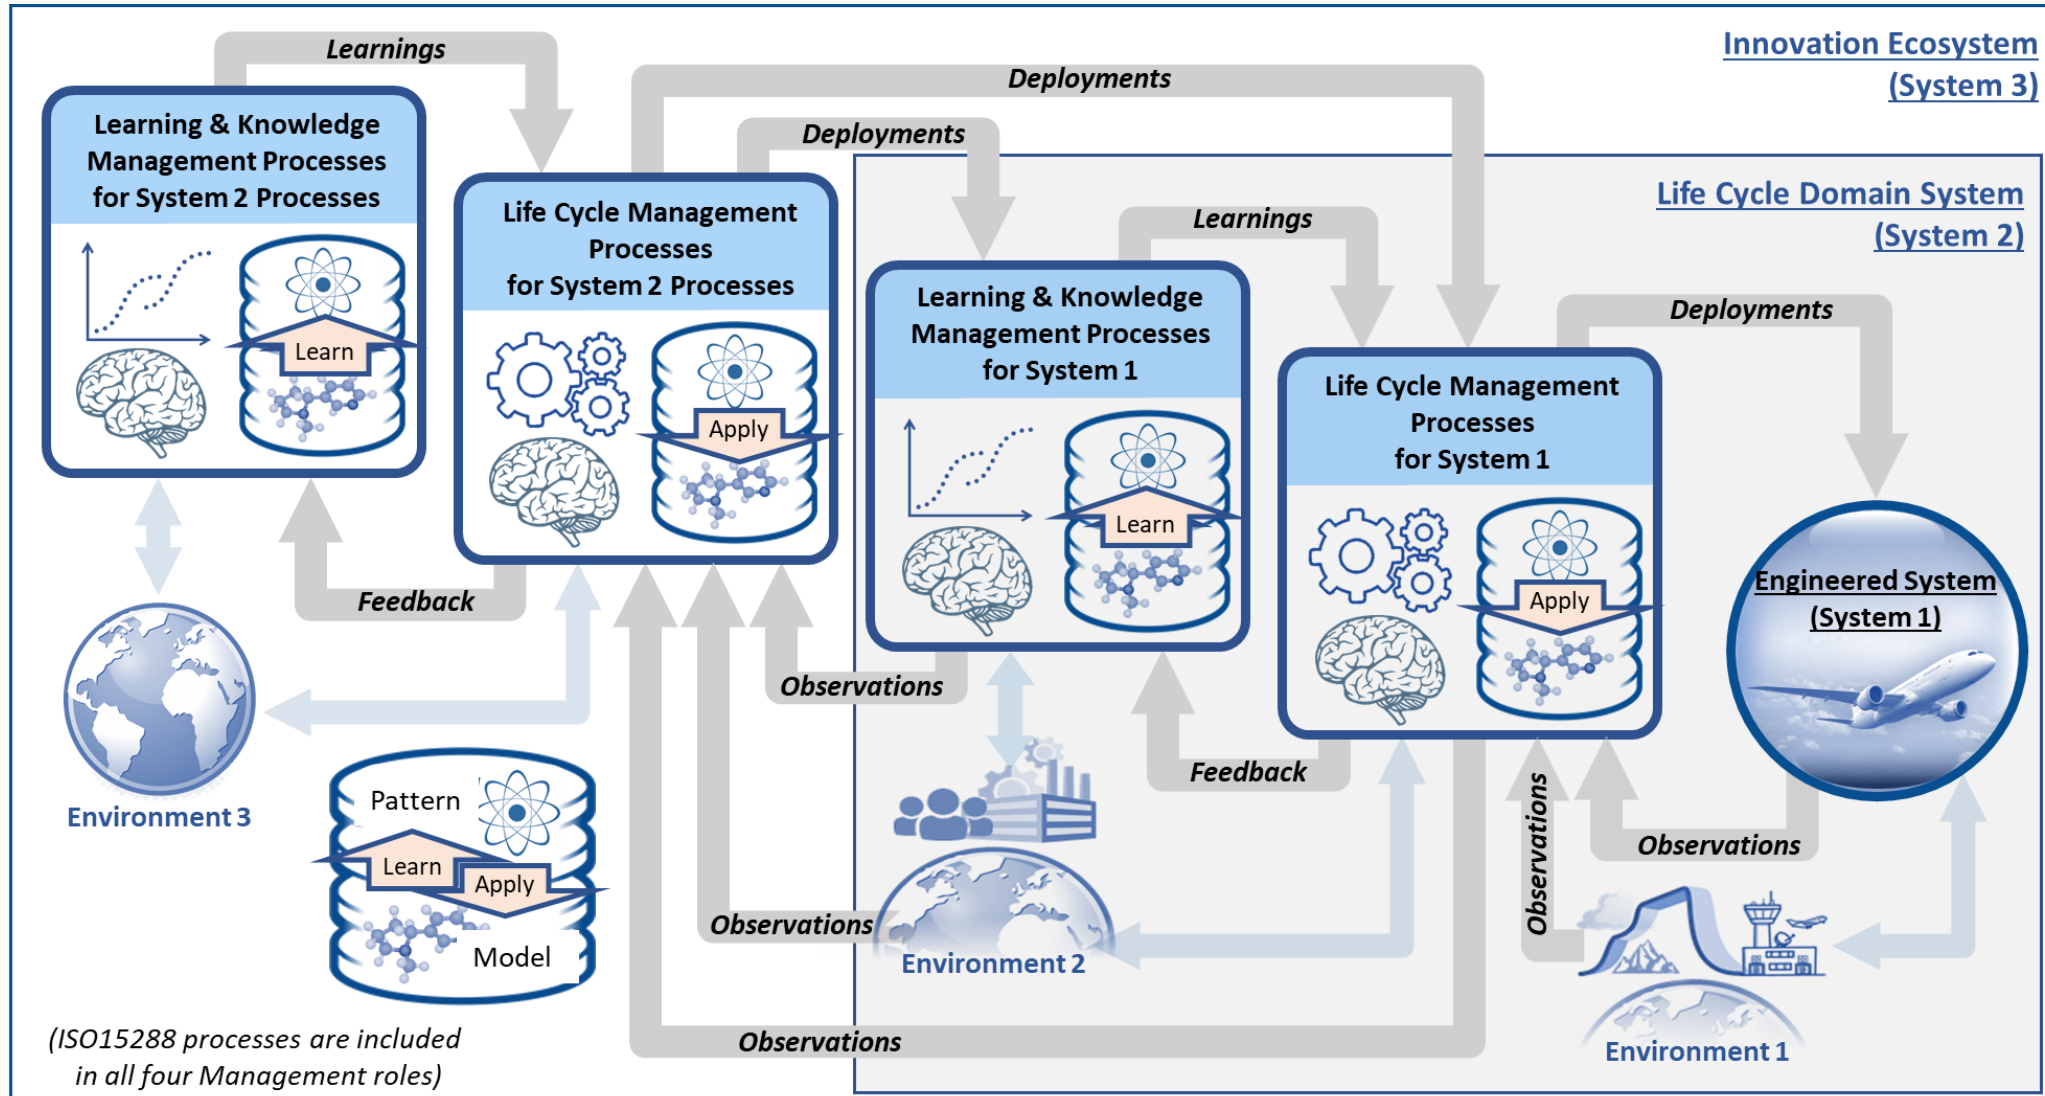 Innovation Ecosystem
(System 3)
Learnings
Deployments
Deployments
Learning & Knowledge
Management Processes
for System 2 Processes
Learn
Life Cycle Management
Processes
for System 2 Processes
Apply
Life Cycle Domain System
(System 2)
Learnings
Deployments
Learning & Knowledge
Management Processes
for System 1
Learn
Life Cycle Management
Processes
for System 1
Apply
Engineered System
(System 1)
Feedback
Observations
Feedback
Observations
Observations
Observations
Observations
Environment 3
Environment 2
Environment 1
Pattern
Learn
Apply
Model
(ISO15288 processes are included
in all four Management roles)